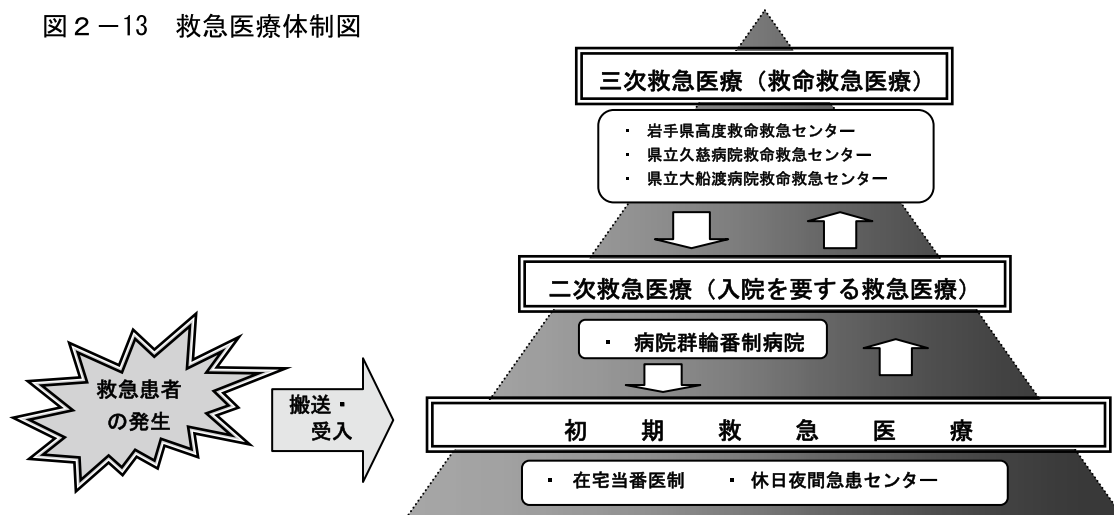 図2－13　救急医療体制図
三次救急医療（救命救急医療）
・ 岩手県高度救命救急センター
・ 県立久慈病院救命救急センター
・ 県立大船渡病院救命救急センター
二次救急医療（入院を要する救急医療）
・ 病院群輪番制病院
救急患者
の発生
搬送・
受入
初　期　救　急　医　療
・ 在宅当番医制　・ 休日夜間急患センター